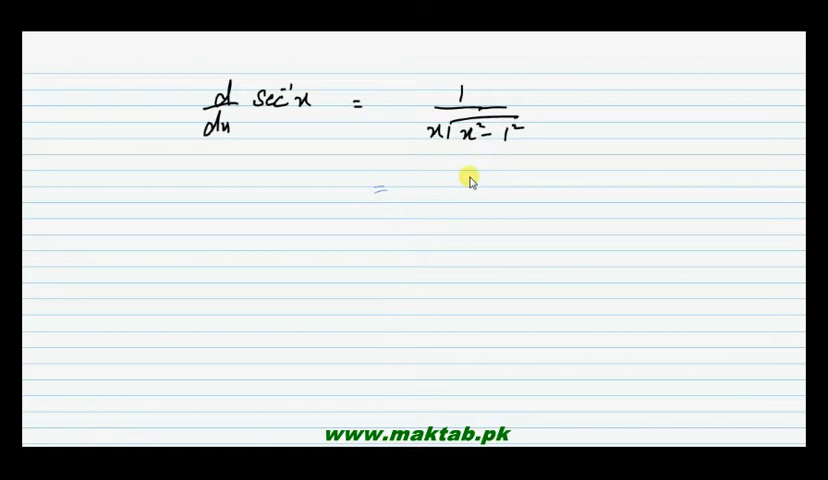 d/dx sec⁻¹x = 1/(x√(x² - 1²))
=
www.maktab.pk